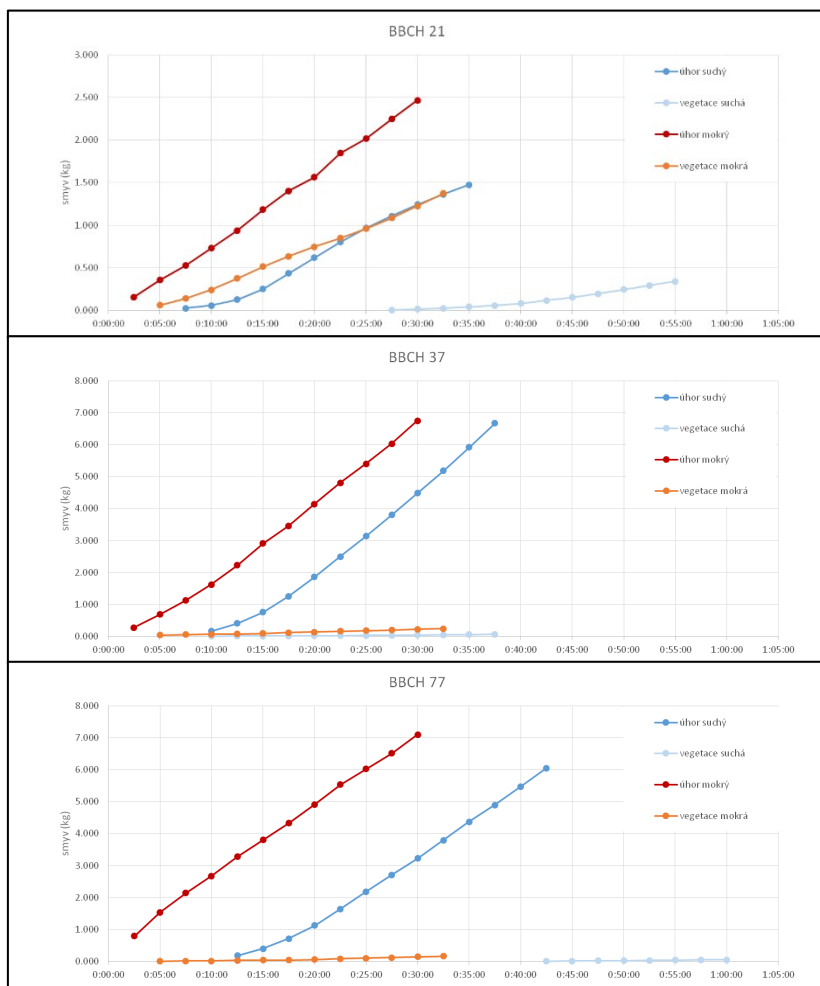 BBCH 21
3.000
2.500
2.000
1.500
1.000
0.500
0.000
smyv (kg)
0:00:00 0:05:00 0:10:00 0:15:00 0:20:00 0:25:00 0:30:00 0:35:00 0:40:00 0:45:00 0:50:00 0:55:00 1:00:00 1:05:00
úhor suchý
vegetace suchá
úhor mokrý
vegetace mokrá
BBCH 37
8.000
7.000
6.000
5.000
4.000
3.000
2.000
1.000
0.000
smyv (kg)
0:00:00 0:05:00 0:10:00 0:15:00 0:20:00 0:25:00 0:30:00 0:35:00 0:40:00 0:45:00 0:50:00 0:55:00 1:00:00 1:05:00
úhor suchý
vegetace suchá
úhor mokrý
vegetace mokrá
BBCH 77
8.000
7.000
6.000
5.000
4.000
3.000
2.000
1.000
0.000
smyv (kg)
0:00:00 0:05:00 0:10:00 0:15:00 0:20:00 0:25:00 0:30:00 0:35:00 0:40:00 0:45:00 0:50:00 0:55:00 1:00:00 1:05:00
úhor suchý
vegetace suchá
úhor mokrý
vegetace mokrá